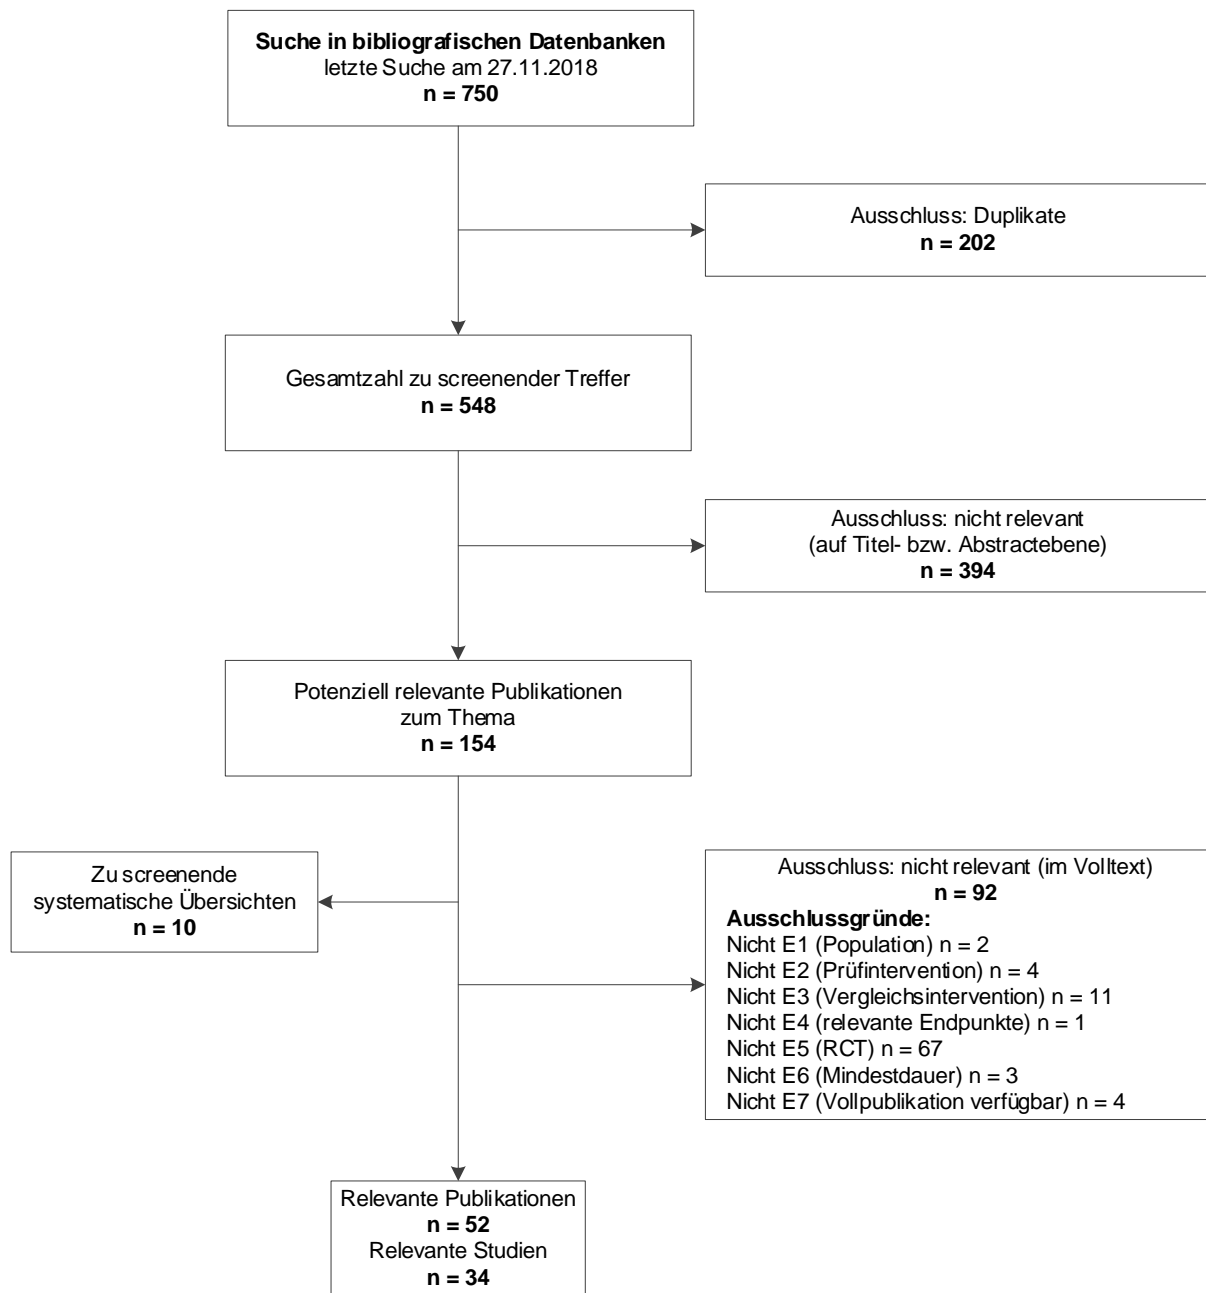 Suche in bibliografischen Datenbanken
letzte Suche am 27.11.2018
n = 750
Ausschluss: Duplikate
n = 202
Gesamtzahl zu screenender Treffer
n = 548
Ausschluss: nicht relevant
(auf Titel- bzw. Abstractebene)
n = 394
Potenziell relevante Publikationen
zum Thema
n = 154
Zu screenende
systematische Übersichten
n = 10
Ausschluss: nicht relevant (im Volltext)
n = 92
Ausschlussgründe:
Nicht E1 (Population) n = 2
Nicht E2 (Prüfintervention) n = 4
Nicht E3 (Vergleichsintervention) n = 11
Nicht E4 (relevante Endpunkte) n = 1
Nicht E5 (RCT) n = 67
Nicht E6 (Mindestdauer) n = 3
Nicht E7 (Vollpublikation verfügbar) n = 4
Relevante Publikationen
n = 52
Relevante Studien
n = 34